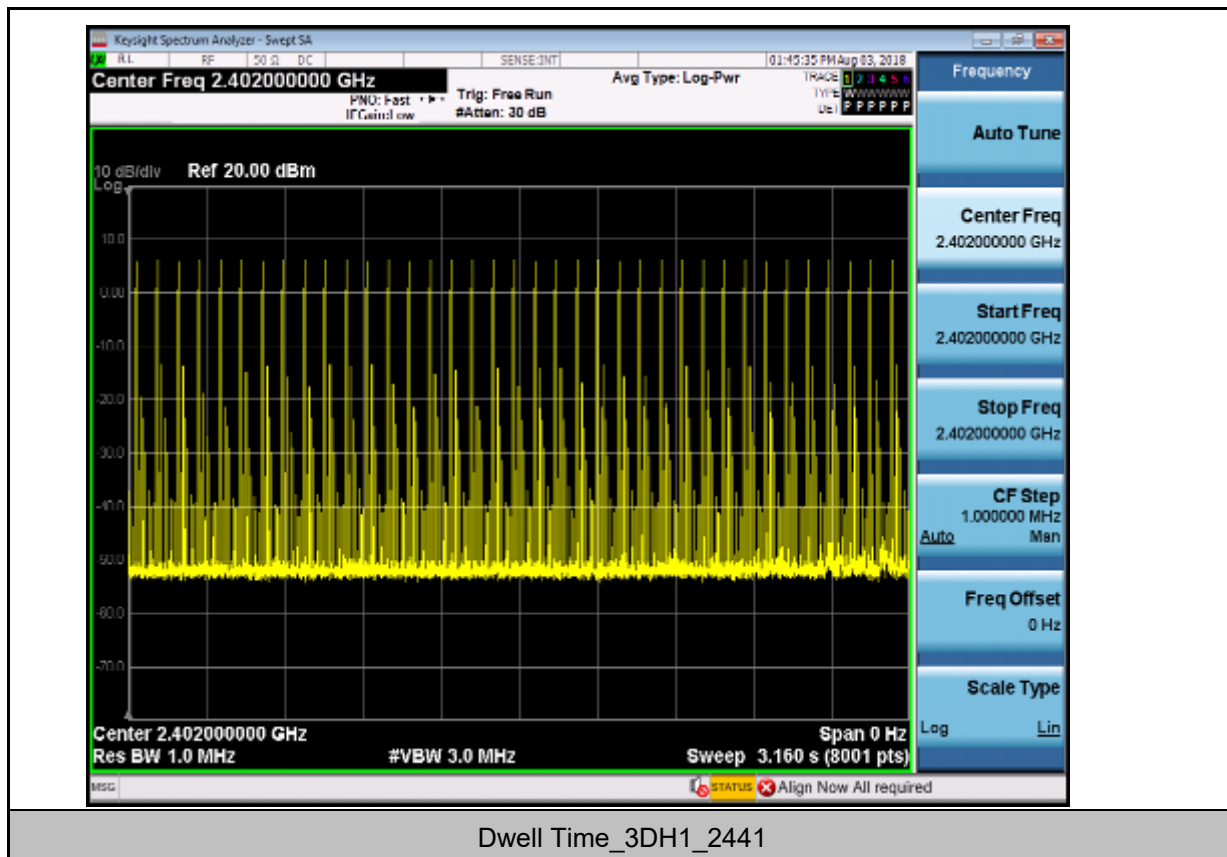 Keysight Spectrum Analyzer - Swept SA
RL RF 50 Ω DC SENSE:INT 01:45:35 PM Aug 03, 2018
Center Freq 2.402000000 GHz Avg Type: Log-Pwr TRACE 1 2 3 4 5 6
PNO: Fast Trig: Free Run TYPE WWWWWW
IFGain:Low #Atten: 30 dB DET P P P P P P
10 dB/div Ref 20.00 dBm
Log
10.0
0.00
-10.0
-20.0
-30.0
-40.0
-50.0
-60.0
-70.0
Center 2.402000000 GHz Span 0 Hz
Res BW 1.0 MHz #VBW 3.0 MHz Sweep 3.160 s (8001 pts)
MSG STATUS Align Now All required
Frequency
Auto Tune
Center Freq
2.402000000 GHz
Start Freq
2.402000000 GHz
Stop Freq
2.402000000 GHz
CF Step
1.000000 MHz
Auto Man
Freq Offset
0 Hz
Scale Type
Log Lin
Dwell Time_3DH1_2441